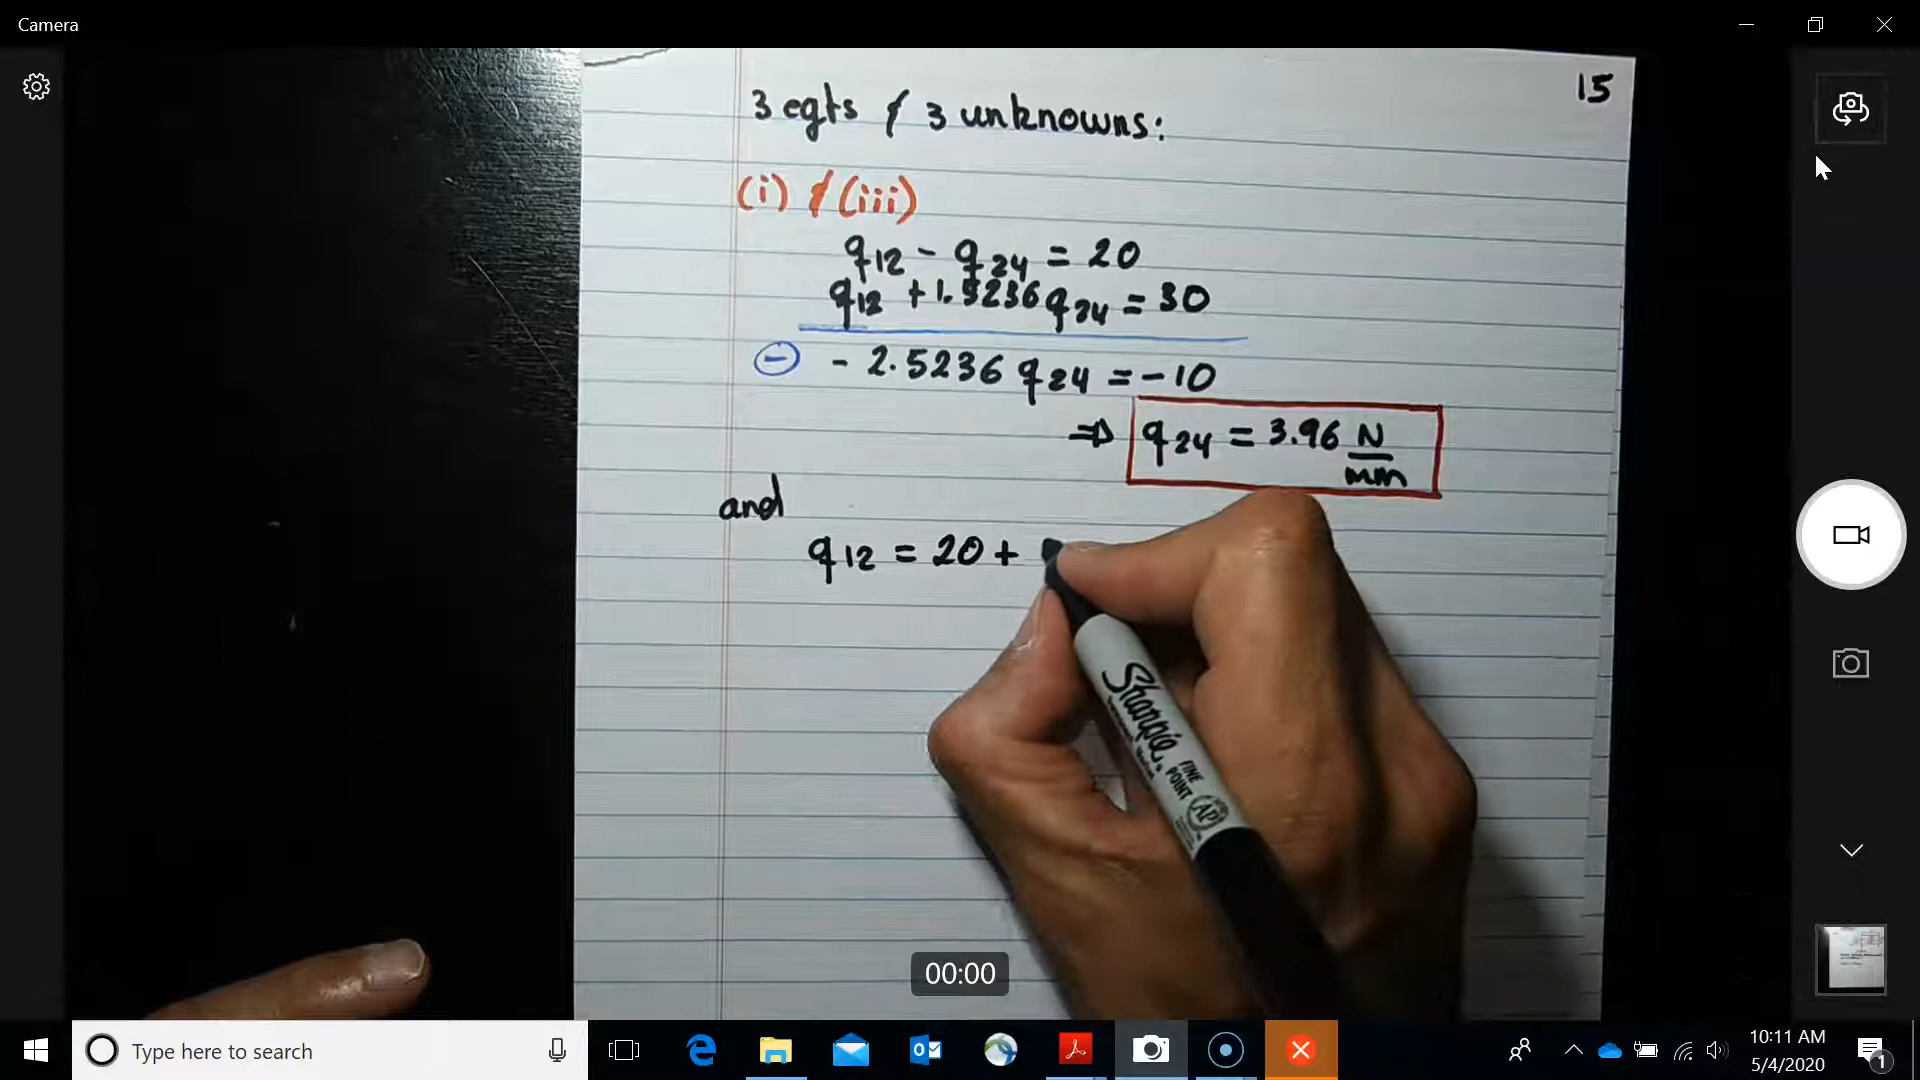 Camera
15
3 eqts & 3 unknowns:
(i) & (iii)
q12 - q24 = 20
q12 + 1.5236 q24 = 30
⊖ - 2.5236 q24 = -10
⇒ q24 = 3.96 N/mm
and
q12 = 20 +
Sharpie
FINE
POINT
AP
00:00
Type here to search
10:11 AM
5/4/2020
1